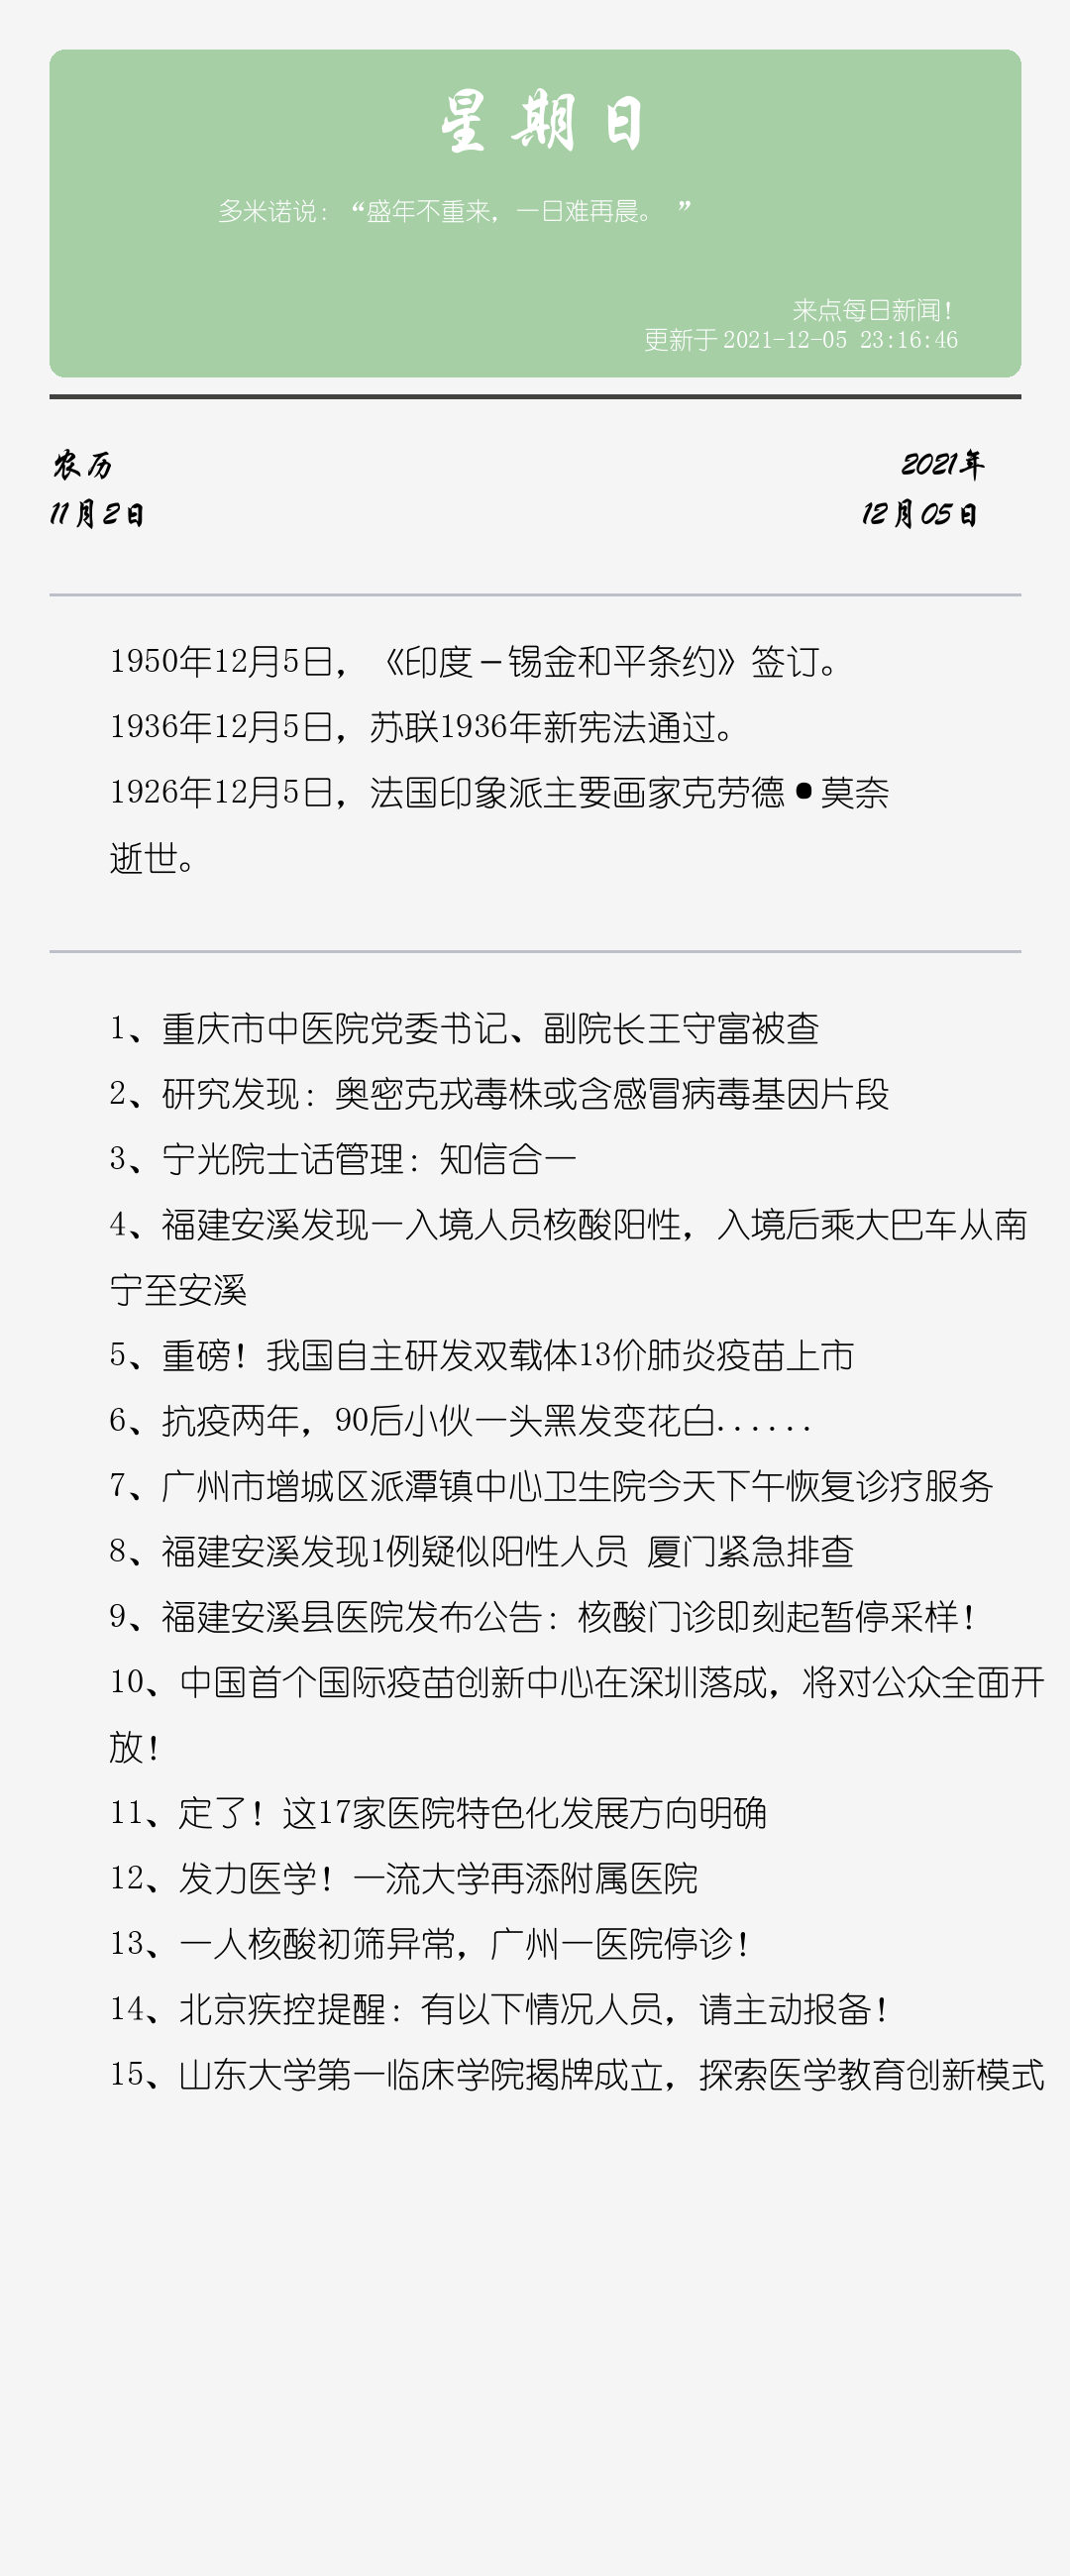 星期日
多米诺说：“盛年不重来，一日难再晨。 ”
来点每日新闻！
更新于 2021-12-05 23:16:46
农历
11月2日
2021年
12月05日
1950年12月5日，《印度－锡金和平条约》签订。
1936年12月5日，苏联1936年新宪法通过。
1926年12月5日，法国印象派主要画家克劳德•莫奈
逝世。
1、重庆市中医院党委书记、副院长王守富被查
2、研究发现：奥密克戎毒株或含感冒病毒基因片段
3、宁光院士话管理：知信合一
4、福建安溪发现一入境人员核酸阳性，入境后乘大巴车从南
宁至安溪
5、重磅！我国自主研发双载体13价肺炎疫苗上市
6、抗疫两年，90后小伙一头黑发变花白......
7、广州市增城区派潭镇中心卫生院今天下午恢复诊疗服务
8、福建安溪发现1例疑似阳性人员 厦门紧急排查
9、福建安溪县医院发布公告：核酸门诊即刻起暂停采样！
10、中国首个国际疫苗创新中心在深圳落成，将对公众全面开
放！
11、定了！这17家医院特色化发展方向明确
12、发力医学！一流大学再添附属医院
13、一人核酸初筛异常，广州一医院停诊！
14、北京疾控提醒：有以下情况人员，请主动报备！
15、山东大学第一临床学院揭牌成立，探索医学教育创新模式